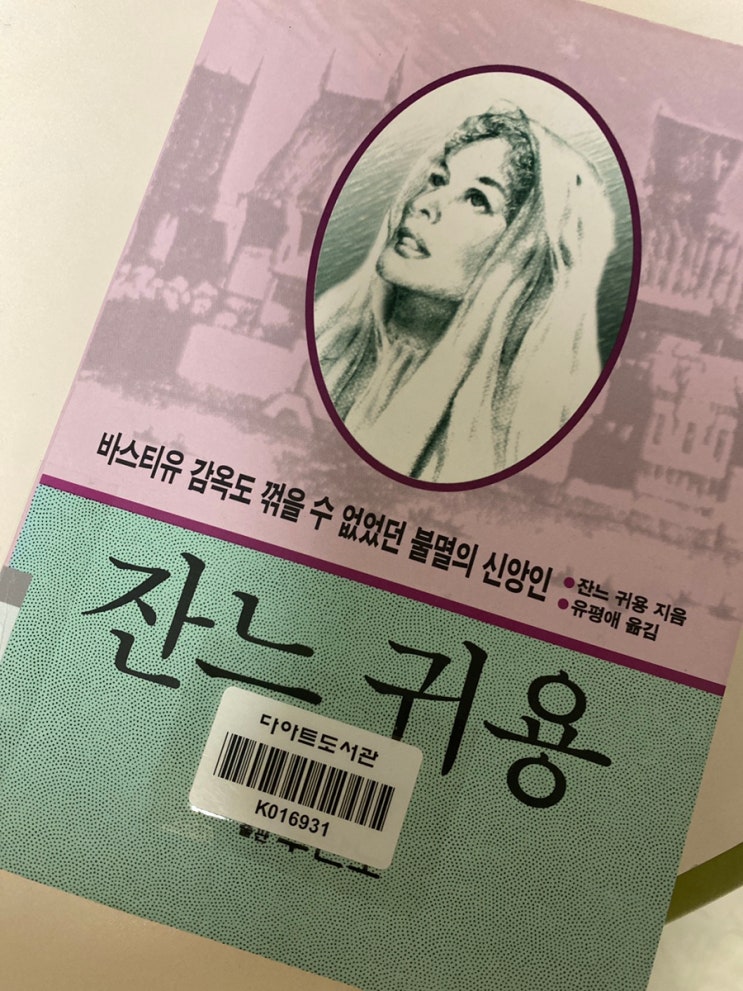 바스티유 감옥도 꺾을 수 없었던 불멸의 신앙인
●잔느 귀용 지음
●유평애 옮김
잔느 귀용
다아트도서관
K016931